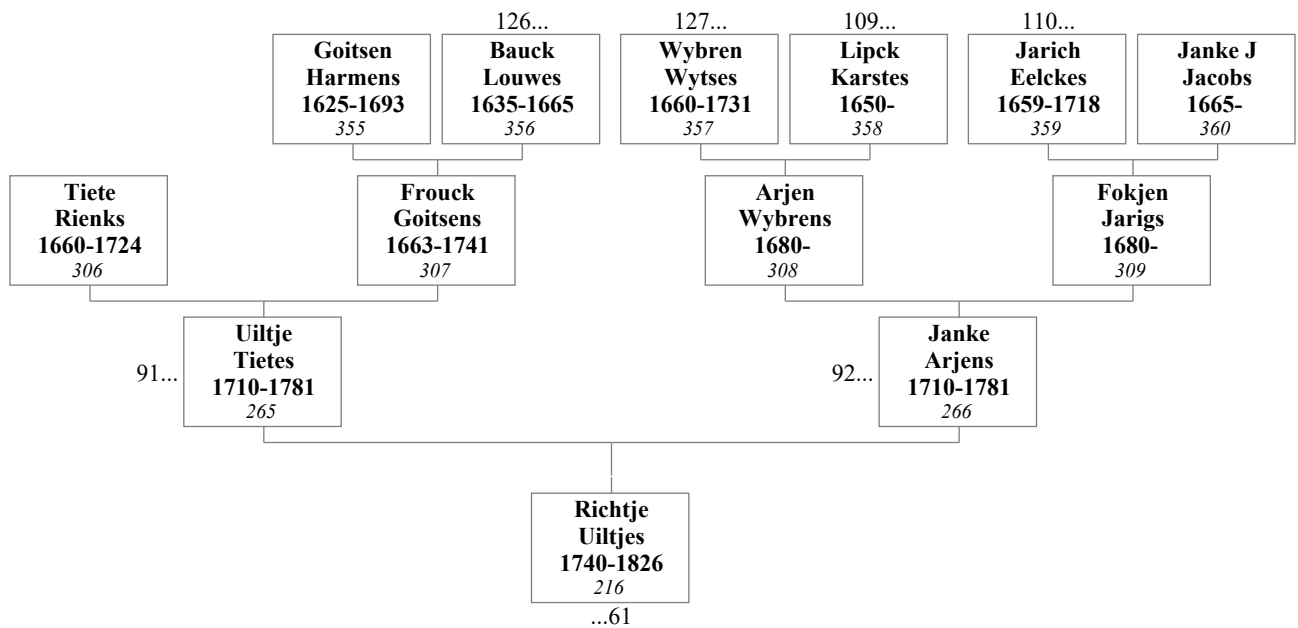 126...
127...
109...
110...
Goitsen
Harmens
1625-1693
355
Bauck
Louwes
1635-1665
356
Wybren
Wytses
1660-1731
357
Lipck
Karstes
1650-
358
Jarich
Eelckes
1659-1718
359
Janke J
Jacobs
1665-
360
Tiete
Rienks
1660-1724
306
Frouck
Goitsens
1663-1741
307
Arjen
Wybrens
1680-
308
Fokjen
Jarigs
1680-
309
91...
Uiltje
Tietes
1710-1781
265
92...
Janke
Arjens
1710-1781
266
Richtje
Uiltjes
1740-1826
216
...61